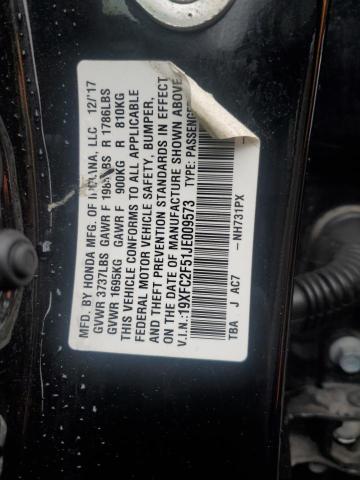 MFD. BY HONDA MFG. OF INDIANA, LLC 12/17
GVWR 3737LBS GAWR F LBS R 1786LBS
GVWR 1695KG GAWR F 900KG R 810KG
THIS VEHICLE CONFORMS TO ALL APPLICABLE
FEDERAL MOTOR VEHICLE SAFETY, BUMPER,
AND THEFT PREVENTION STANDARDS IN EFFECT
ON THE DATE OF MANUFACTURE SHOWN ABOVE.
V.I.N.:19XFC2F51JE009573 TYPE: PASSENGER
TBA J AC7 -NH731PX